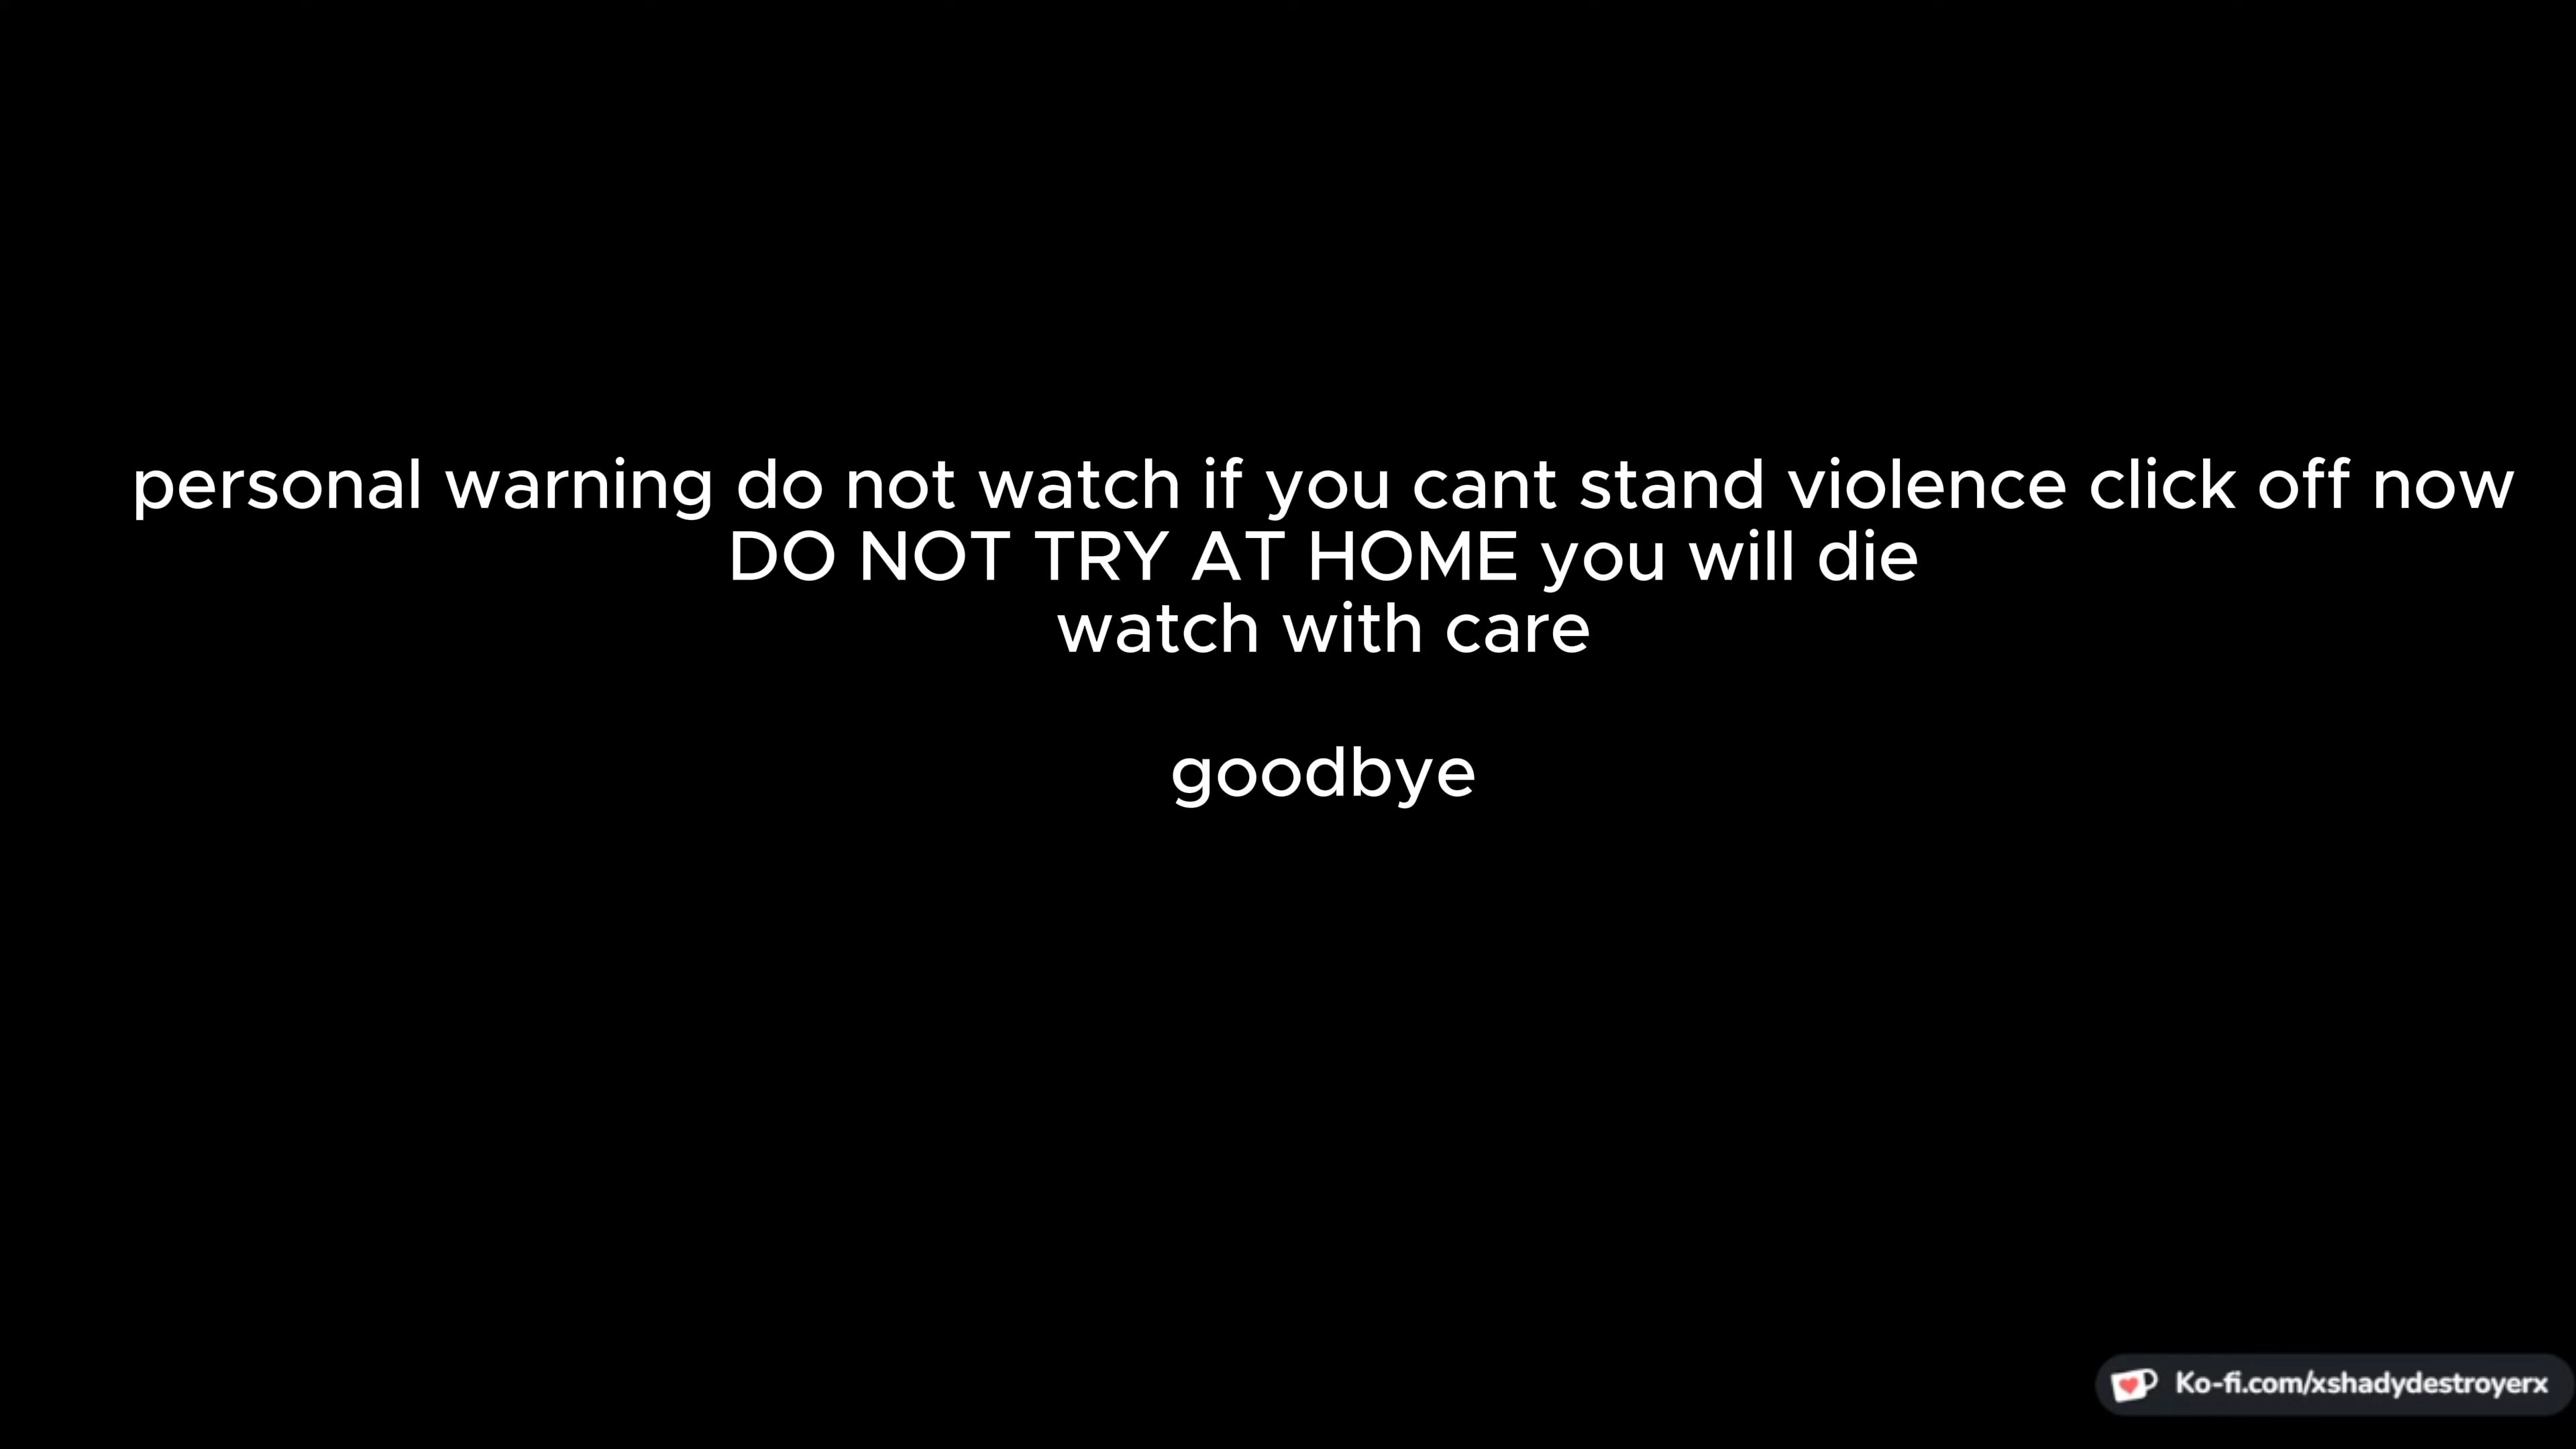 personal warning do not watch if you cant stand violence click off now
DO NOT TRY AT HOME you will die
watch with care
goodbye
Ko-fi.com/xshadydestroyerx